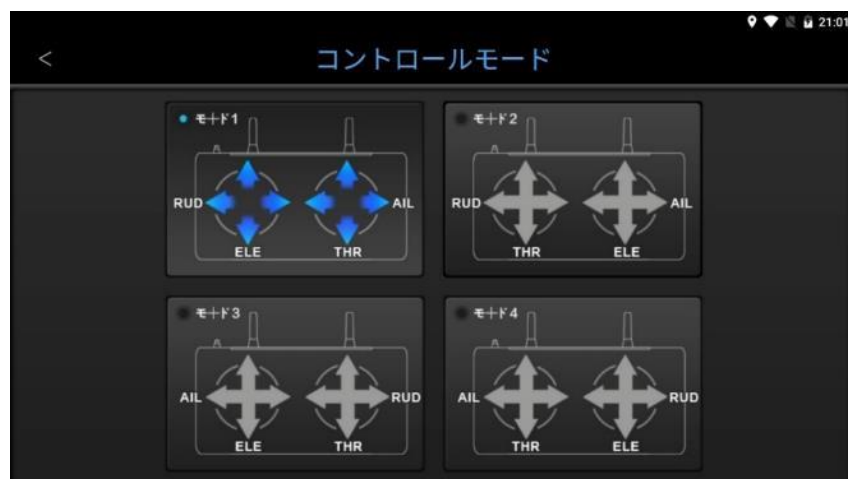 21:01
< コントロールモード
モード1
モード2
RUD AIL
ELE THR
RUD AIL
THR ELE
モード3
モード4
AIL RUD
ELE THR
AIL RUD
THR ELE